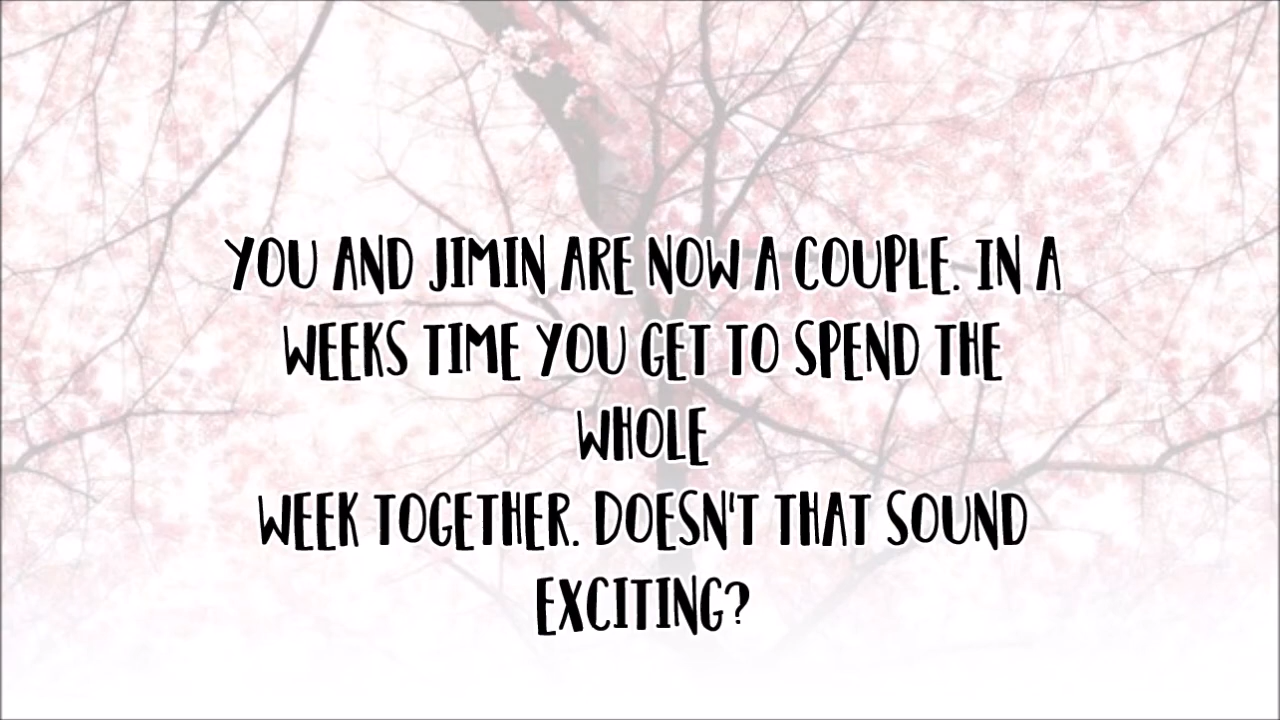 YOU AND JIMIN ARE NOW A COUPLE. IN A
WEEKS TIME YOU GET TO SPEND THE
WHOLE
WEEK TOGETHER. DOESN'T THAT SOUND
EXCITING?